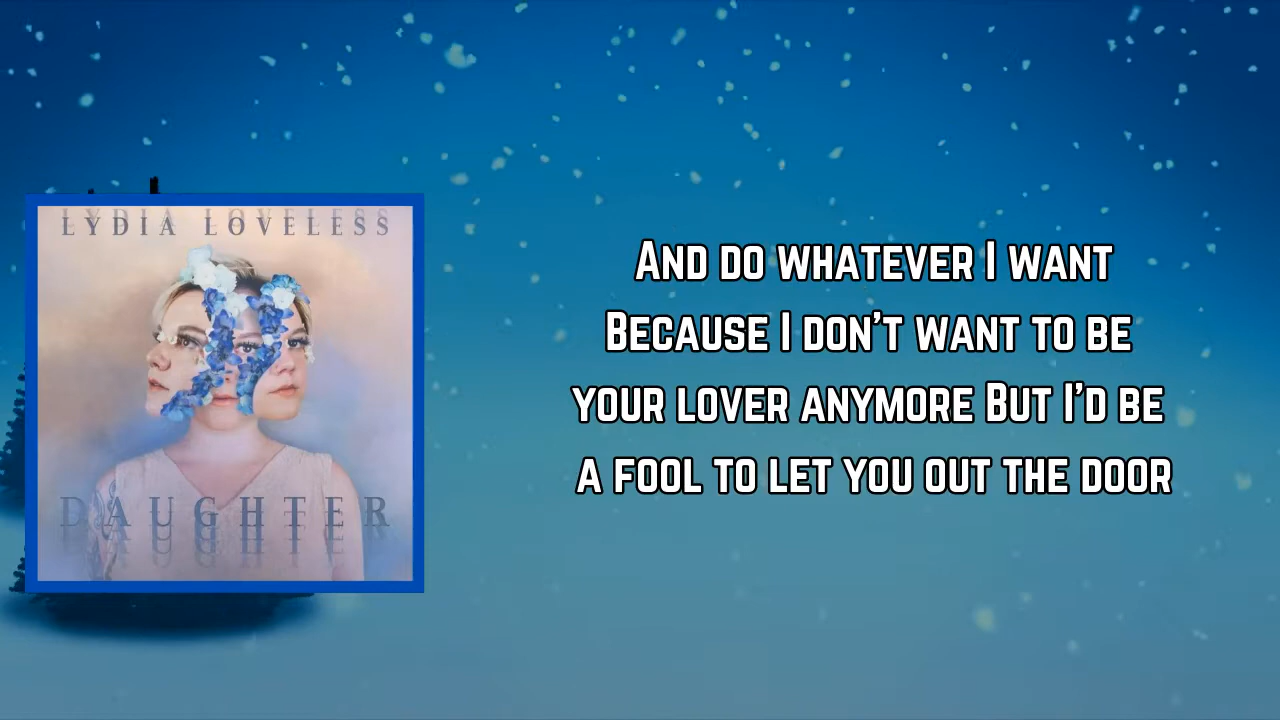 LYDIA LOVELESS
DAUGHTER
And do whatever I want
Because I don't want to be
your lover anymore But I'd be
a fool to let you out the door